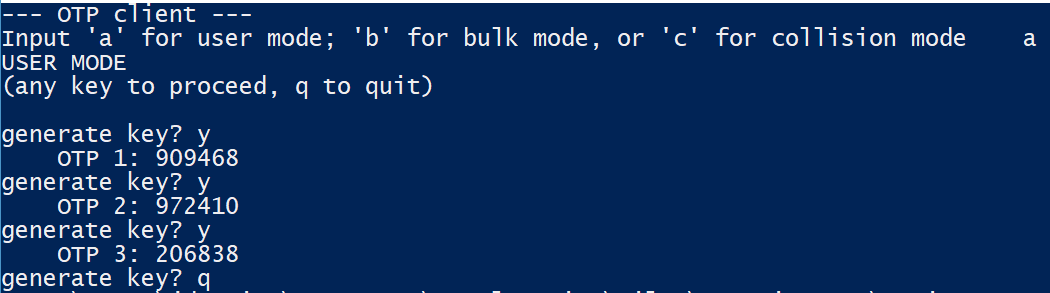 --- OTP client ---
Input 'a' for user mode; 'b' for bulk mode, or 'c' for collision mode    a
USER MODE
(any key to proceed, q to quit)
generate key? y
OTP 1: 909468
generate key? y
OTP 2: 972410
generate key? y
OTP 3: 206838
generate key? q